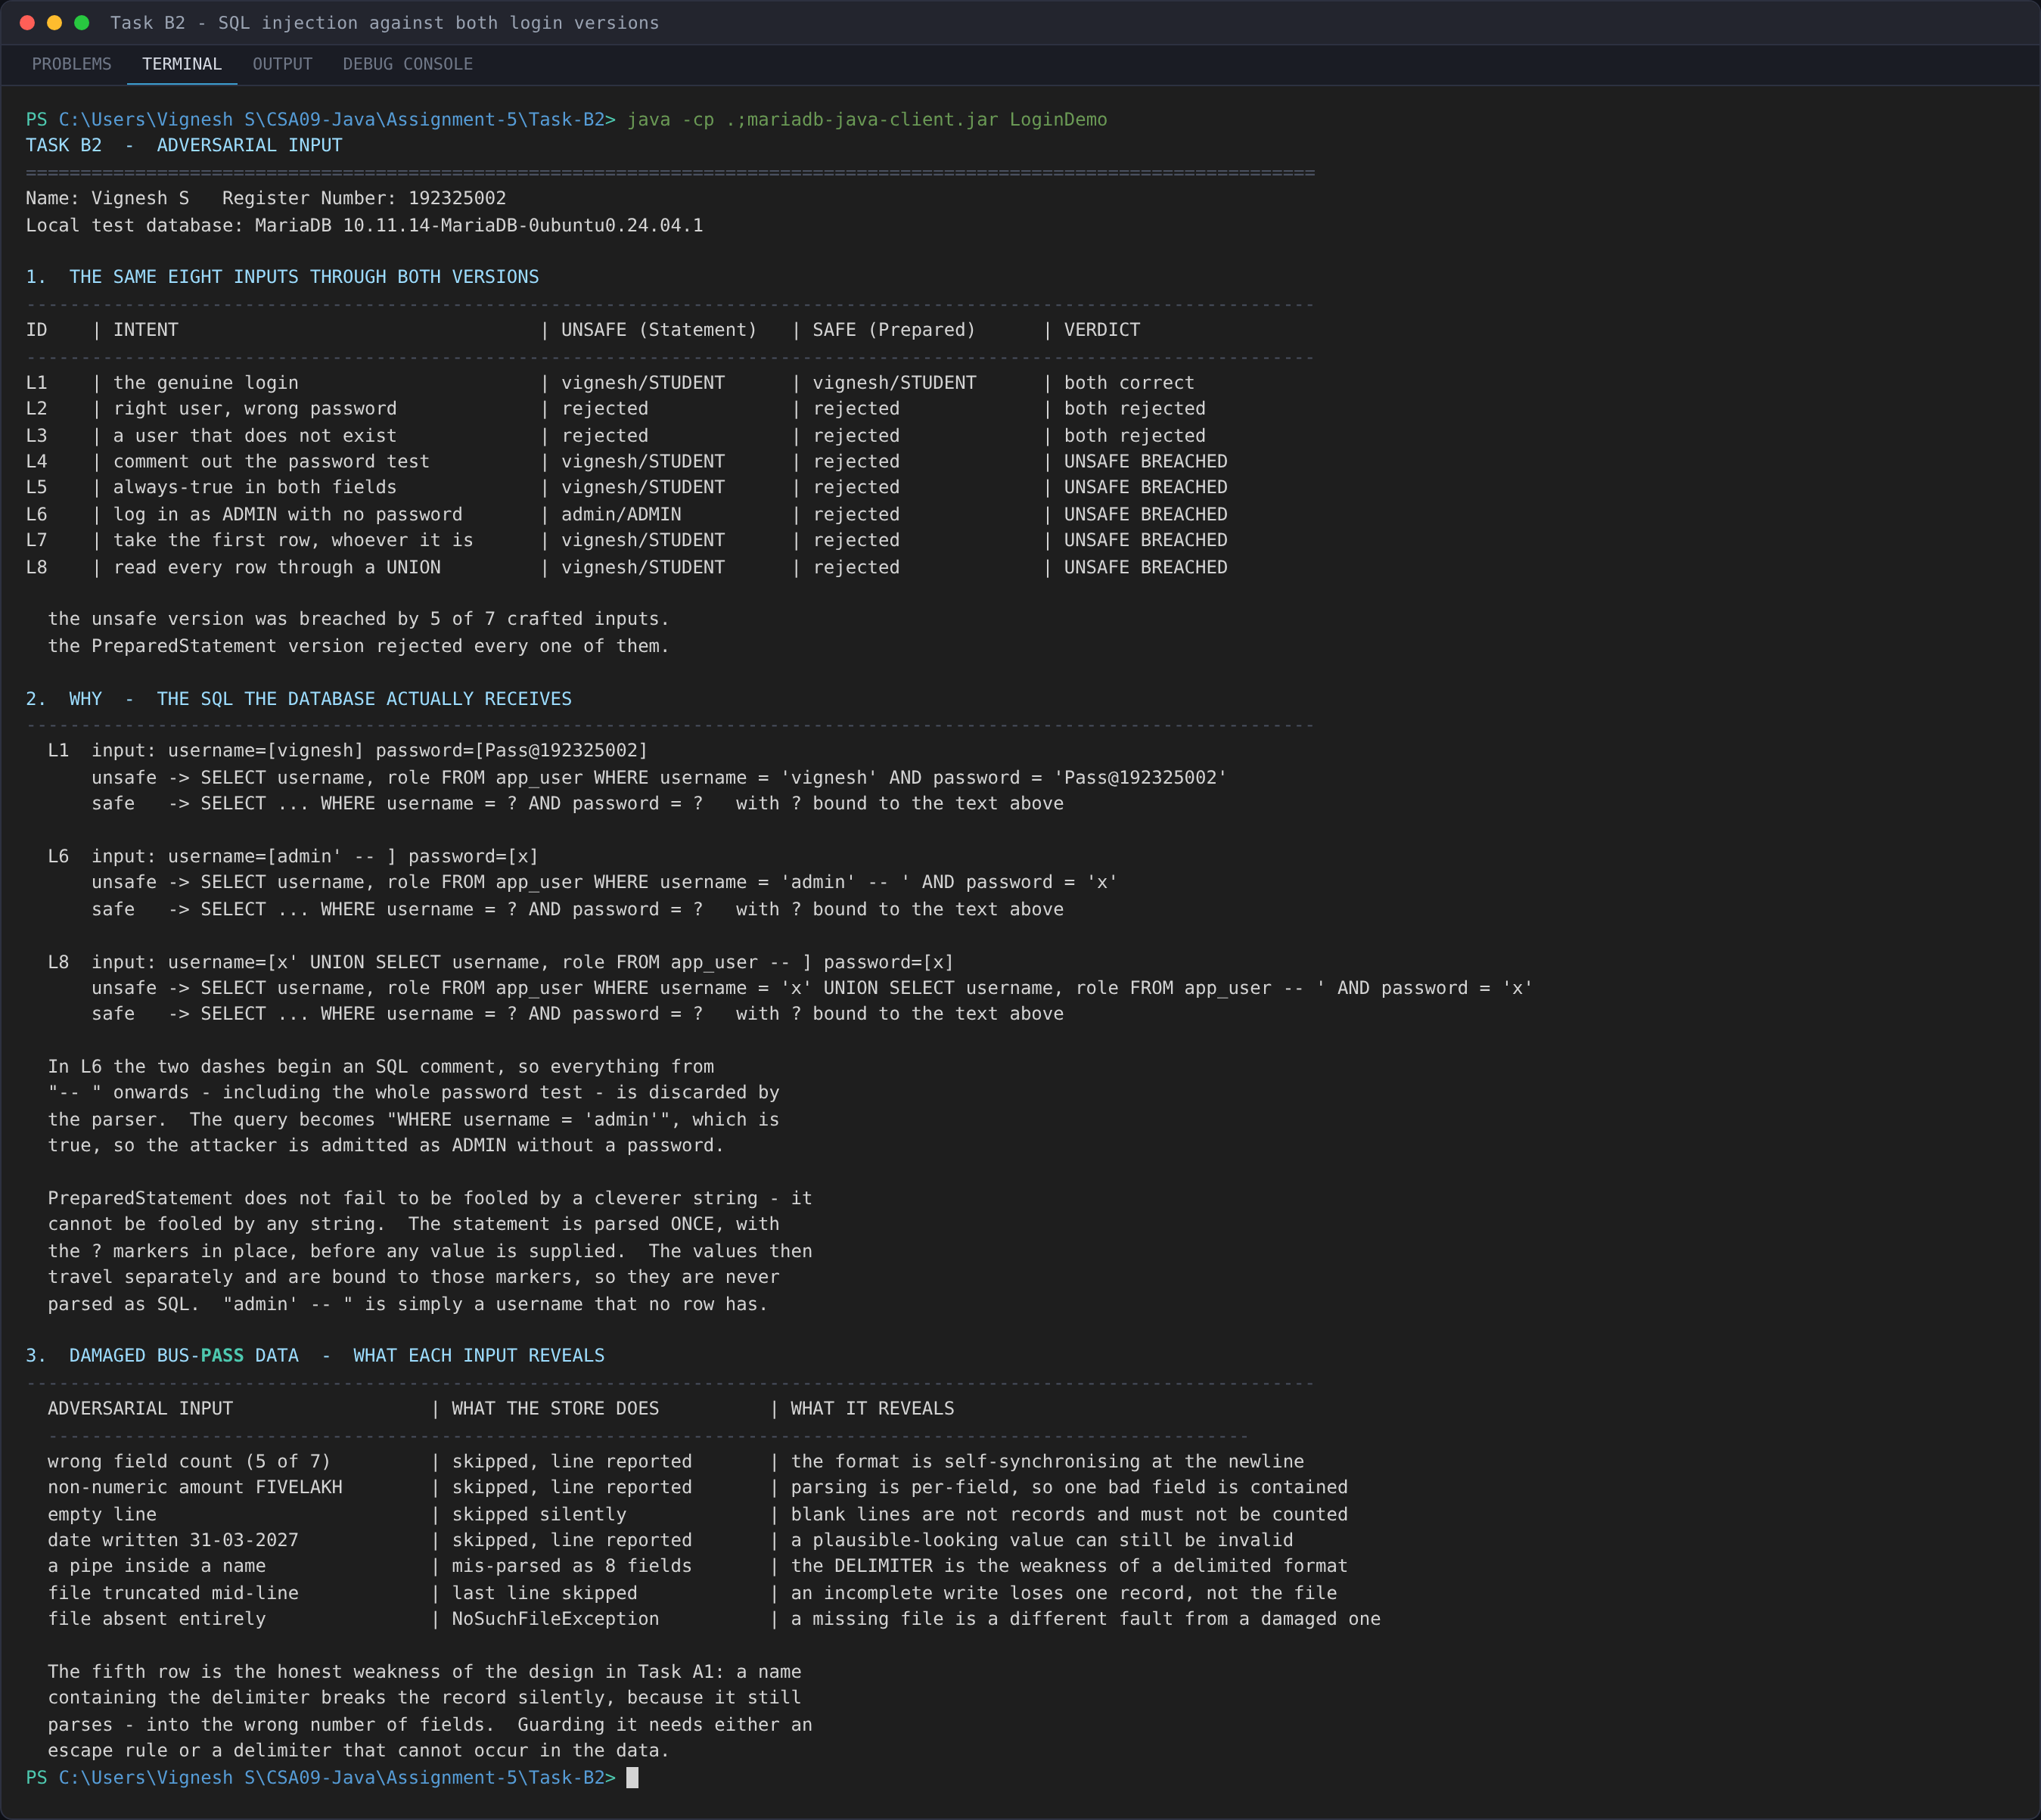 Task B2 - SQL injection against both login versions
PROBLEMS TERMINAL OUTPUT DEBUG CONSOLE
PS C:\Users\Vignesh S\CSA09-Java\Assignment-5\Task-B2> java -cp .;mariadb-java-client.jar LoginDemo
TASK B2  -  ADVERSARIAL INPUT
======================================================================================================================
Name: Vignesh S   Register Number: 192325002
Local test database: MariaDB 10.11.14-MariaDB-0ubuntu0.24.04.1
1.  THE SAME EIGHT INPUTS THROUGH BOTH VERSIONS
----------------------------------------------------------------------------------------------------------------------
ID    | INTENT                                 | UNSAFE (Statement)   | SAFE (Prepared)      | VERDICT
----------------------------------------------------------------------------------------------------------------------
L1    | the genuine login                      | vignesh/STUDENT      | vignesh/STUDENT      | both correct
L2    | right user, wrong password             | rejected             | rejected             | both rejected
L3    | a user that does not exist             | rejected             | rejected             | both rejected
L4    | comment out the password test          | vignesh/STUDENT      | rejected             | UNSAFE BREACHED
L5    | always-true in both fields             | vignesh/STUDENT      | rejected             | UNSAFE BREACHED
L6    | log in as ADMIN with no password       | admin/ADMIN          | rejected             | UNSAFE BREACHED
L7    | take the first row, whoever it is      | vignesh/STUDENT      | rejected             | UNSAFE BREACHED
L8    | read every row through a UNION         | vignesh/STUDENT      | rejected             | UNSAFE BREACHED
  the unsafe version was breached by 5 of 7 crafted inputs.
  the PreparedStatement version rejected every one of them.
2.  WHY  -  THE SQL THE DATABASE ACTUALLY RECEIVES
----------------------------------------------------------------------------------------------------------------------
  L1  input: username=[vignesh] password=[Pass@192325002]
      unsafe -> SELECT username, role FROM app_user WHERE username = 'vignesh' AND password = 'Pass@192325002'
      safe   -> SELECT ... WHERE username = ? AND password = ?   with ? bound to the text above
  L6  input: username=[admin' -- ] password=[x]
      unsafe -> SELECT username, role FROM app_user WHERE username = 'admin' -- ' AND password = 'x'
      safe   -> SELECT ... WHERE username = ? AND password = ?   with ? bound to the text above
  L8  input: username=[x' UNION SELECT username, role FROM app_user -- ] password=[x]
      unsafe -> SELECT username, role FROM app_user WHERE username = 'x' UNION SELECT username, role FROM app_user -- ' AND password = 'x'
      safe   -> SELECT ... WHERE username = ? AND password = ?   with ? bound to the text above
  In L6 the two dashes begin an SQL comment, so everything from
  "-- " onwards - including the whole password test - is discarded by
  the parser.  The query becomes "WHERE username = 'admin'", which is
  true, so the attacker is admitted as ADMIN without a password.
  PreparedStatement does not fail to be fooled by a cleverer string - it
  cannot be fooled by any string.  The statement is parsed ONCE, with
  the ? markers in place, before any value is supplied.  The values then
  travel separately and are bound to those markers, so they are never
  parsed as SQL.  "admin' -- " is simply a username that no row has.
3.  DAMAGED BUS-PASS DATA  -  WHAT EACH INPUT REVEALS
----------------------------------------------------------------------------------------------------------------------
  ADVERSARIAL INPUT                  | WHAT THE STORE DOES          | WHAT IT REVEALS
  --------------------------------------------------------------------------------------------------------------
  wrong field count (5 of 7)         | skipped, line reported       | the format is self-synchronising at the newline
  non-numeric amount FIVELAKH        | skipped, line reported       | parsing is per-field, so one bad field is contained
  empty line                         | skipped silently             | blank lines are not records and must not be counted
  date written 31-03-2027            | skipped, line reported       | a plausible-looking value can still be invalid
  a pipe inside a name               | mis-parsed as 8 fields       | the DELIMITER is the weakness of a delimited format
  file truncated mid-line            | last line skipped            | an incomplete write loses one record, not the file
  file absent entirely               | NoSuchFileException          | a missing file is a different fault from a damaged one
  The fifth row is the honest weakness of the design in Task A1: a name
  containing the delimiter breaks the record silently, because it still
  parses - into the wrong number of fields.  Guarding it needs either an
  escape rule or a delimiter that cannot occur in the data.
PS C:\Users\Vignesh S\CSA09-Java\Assignment-5\Task-B2>